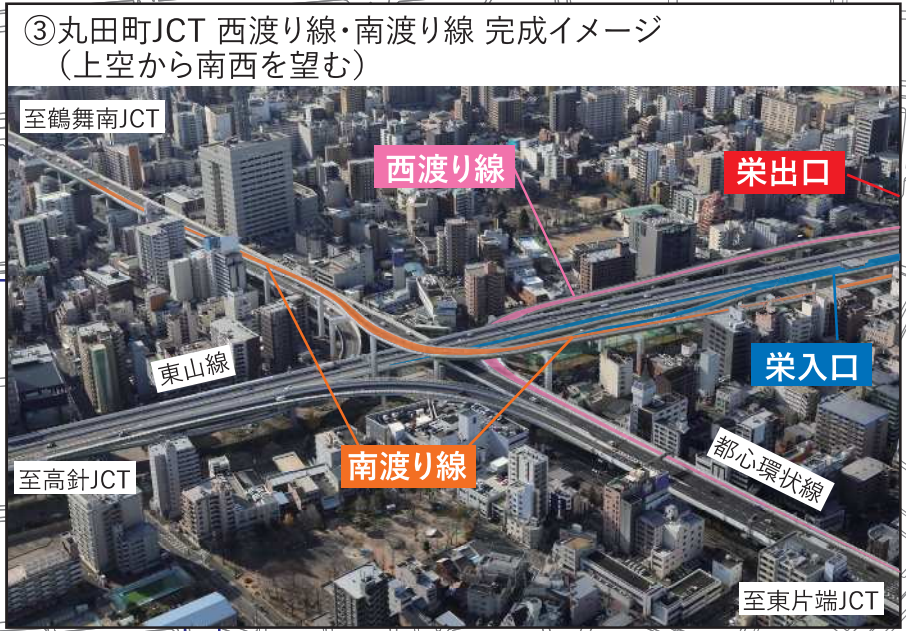 ③丸田町JCT 西渡り線・南渡り線 完成イメージ
（上空から南西を望む）
至鶴舞南JCT
西渡り線
栄出口
東山線
栄入口
南渡り線
至高針JCT
都心環状線
至東片端JCT